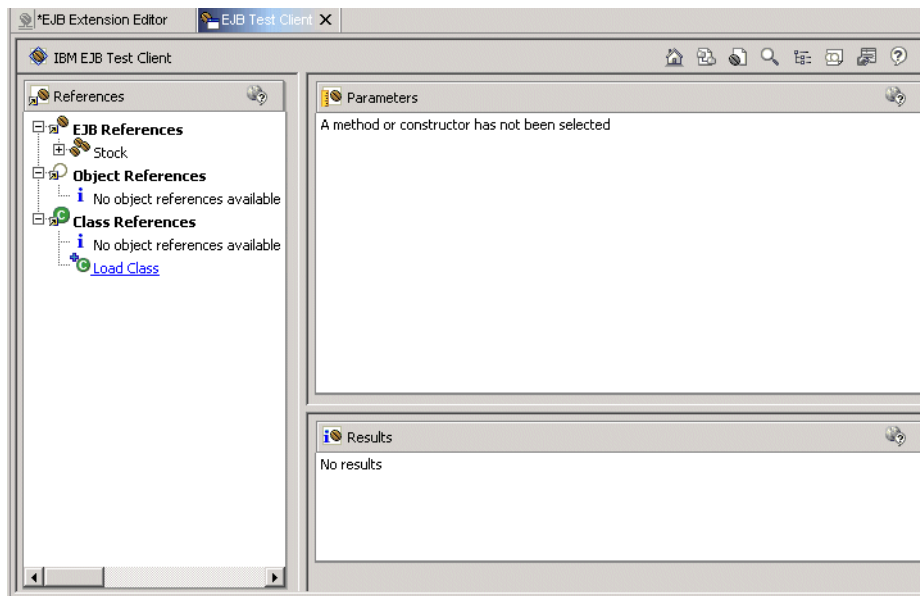 *EJB Extension Editor
EJB Test Client
IBM EJB Test Client
References
EJB References
Stock
Object References
No object references available
Class References
No object references available
Load Class
Parameters
A method or constructor has not been selected
Results
No results